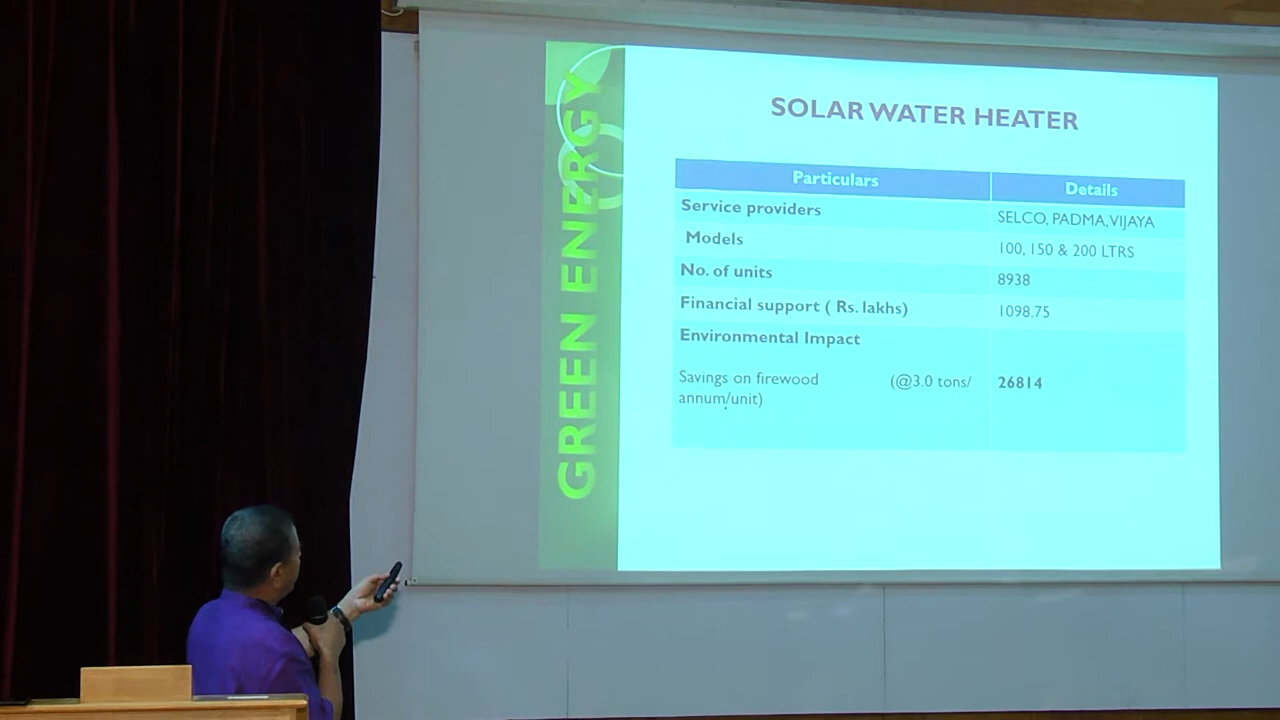 GREEN ENERGY
SOLAR WATER HEATER
Particulars Details
Service providers SELCO, PADMA, VIJAYA
Models 100, 150 & 200 LTRS
No. of units 8938
Financial support ( Rs. lakhs) 1098.75
Environmental Impact
Savings on firewood (@3.0 tons/ 26814
annum/unit)